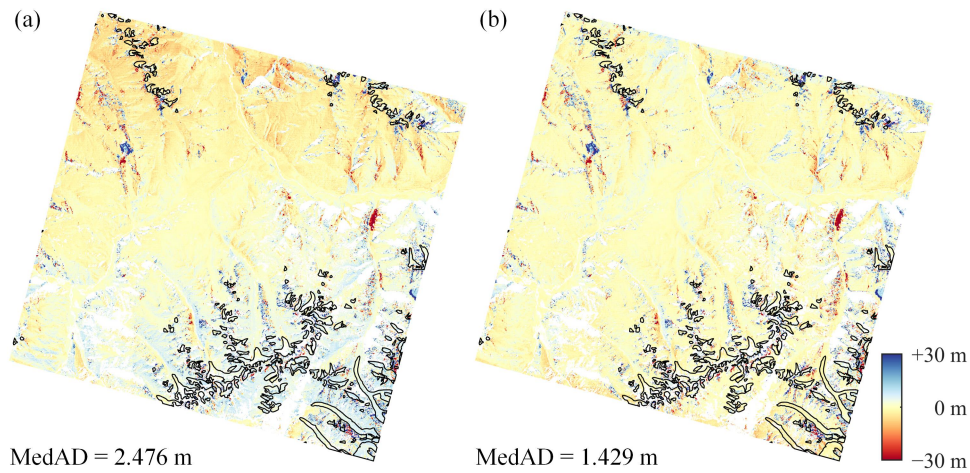 (a)
(b)
+30 m
0 m
−30 m
MedAD = 2.476 m
MedAD = 1.429 m